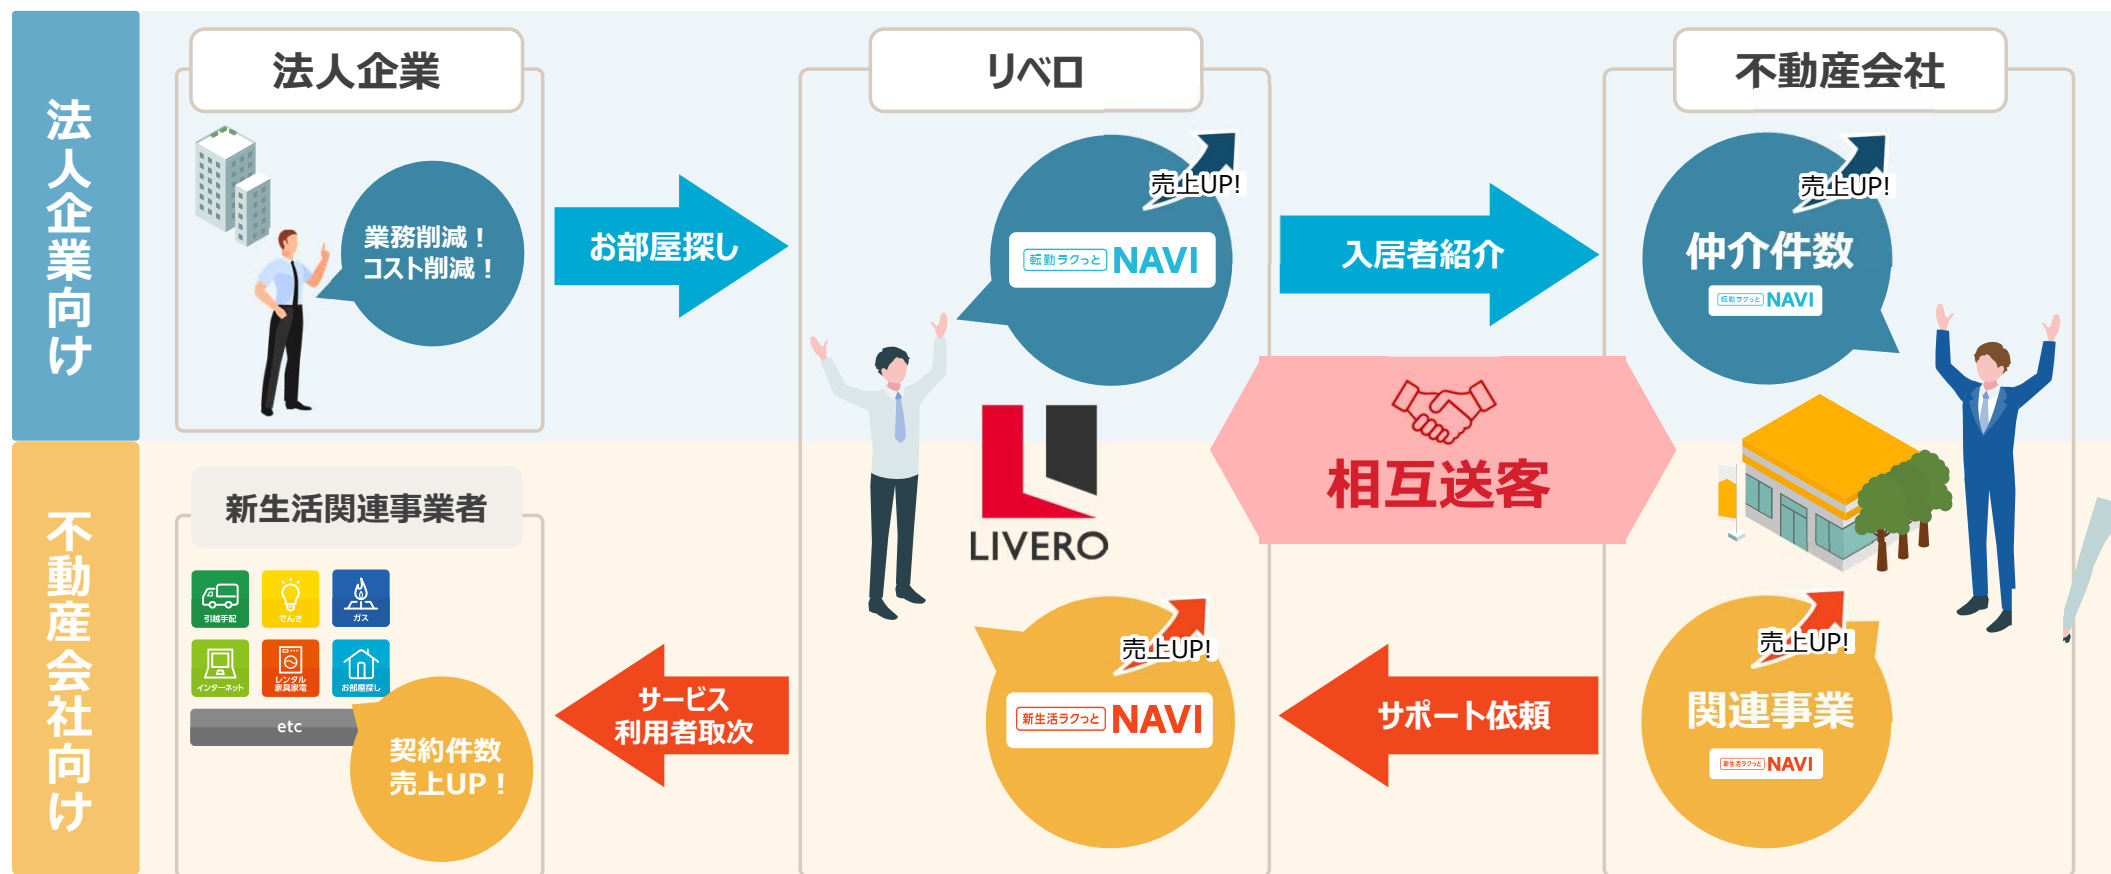 法人企業向け
法人企業
業務削減！
コスト削減！
お部屋探し
リベロ
売上UP!
転勤ラクっと NAVI
入居者紹介
不動産会社
売上UP!
仲介件数
転勤ラクっと NAVI
LIVERO
相互送客
不動産会社向け
新生活関連事業者
引越手配
でんき
ガス
インターネット
レンタル
家具家電
お部屋探し
etc
契約件数
売上UP！
サービス
利用者取次
売上UP!
新生活ラクっと NAVI
サポート依頼
売上UP!
関連事業
新生活ラクっと NAVI